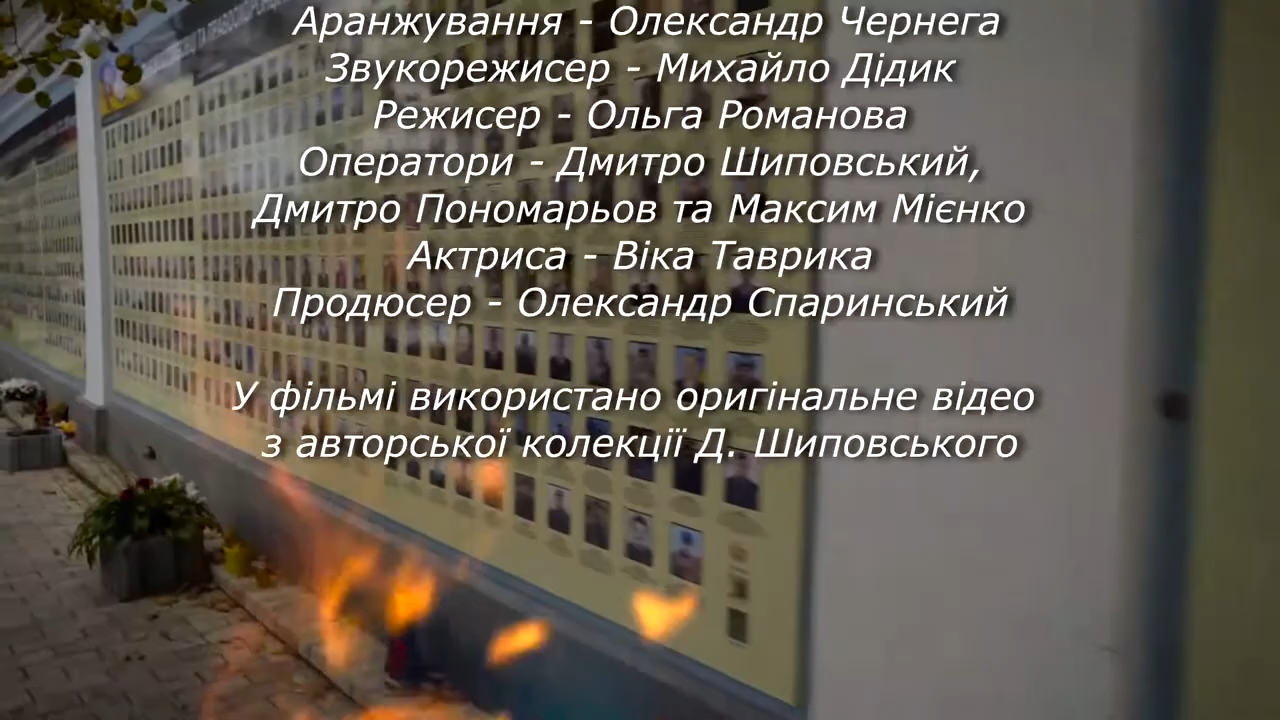 Аранжування - Олександр Чернега
Звукорежисер - Михайло Дідик
Режисер - Ольга Романова
Оператори - Дмитро Шиповський,
Дмитро Пономарьов та Максим Мієнко
Актриса - Віка Таврика
Продюсер - Олександр Спаринський
У фільмі використано оригінальне відео
з авторської колекції Д. Шиповського